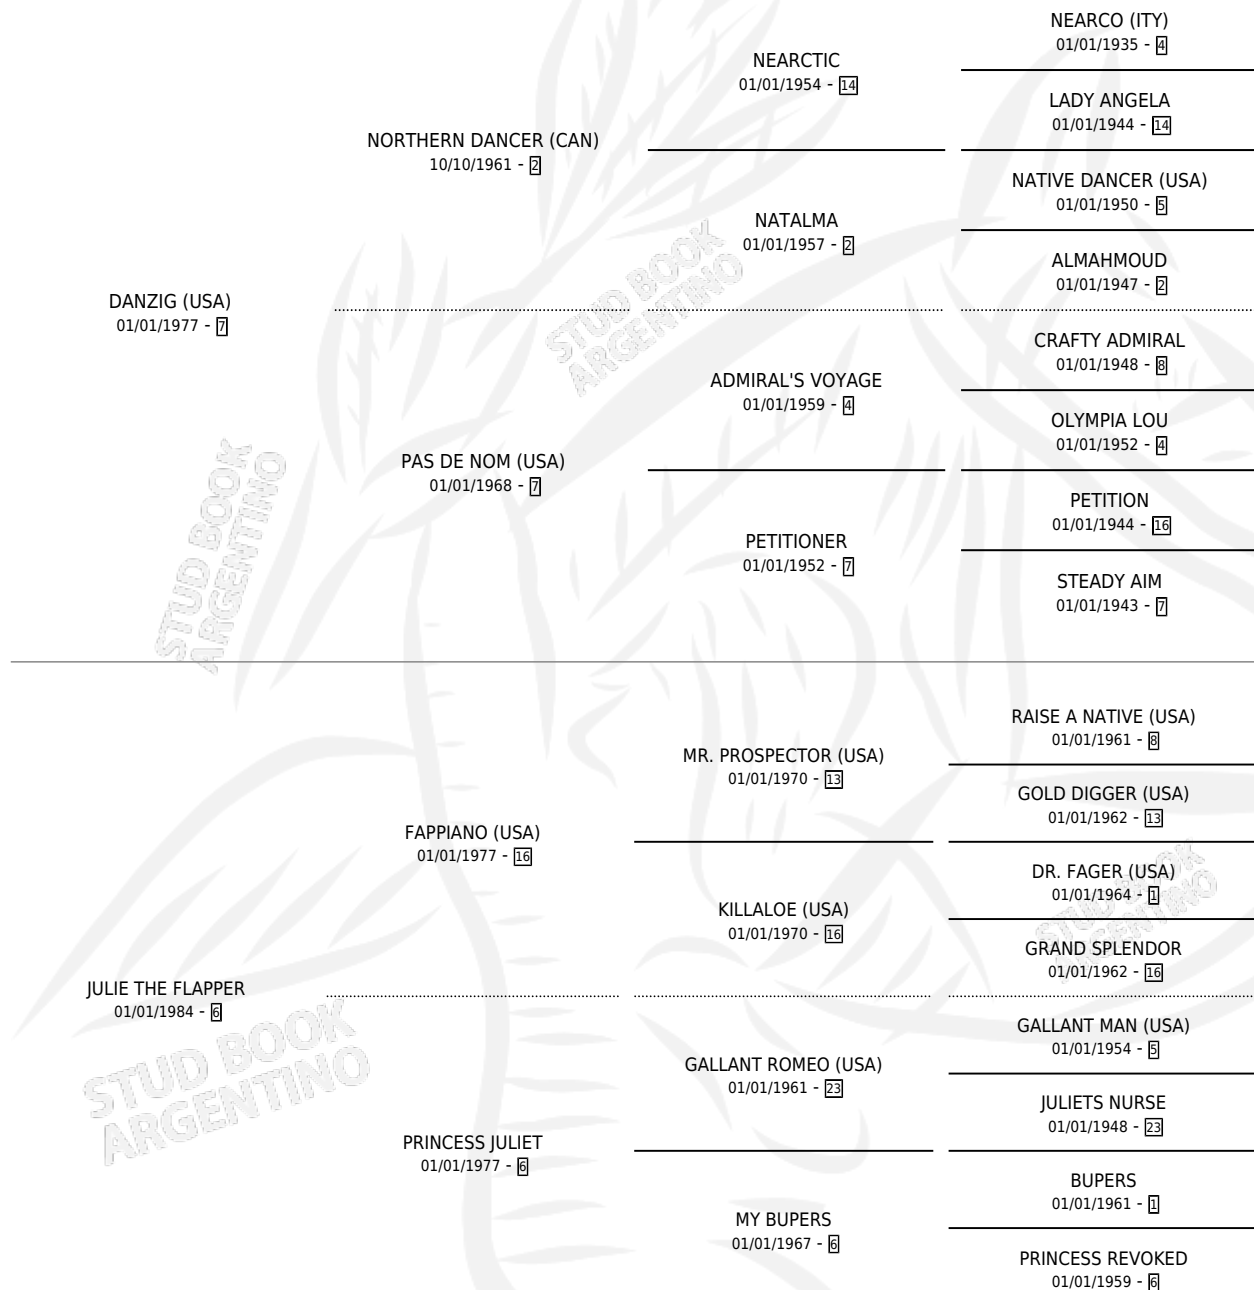 NEARCO (ITY)
01/01/1935 - 4
NEARCTIC
01/01/1954 - 14
LADY ANGELA
01/01/1944 - 14
NORTHERN DANCER (CAN)
10/10/1961 - 2
NATIVE DANCER (USA)
01/01/1950 - 5
NATALMA
01/01/1957 - 2
ALMAHMOUD
01/01/1947 - 2
DANZIG (USA)
01/01/1977 - 7
CRAFTY ADMIRAL
01/01/1948 - 8
ADMIRAL'S VOYAGE
01/01/1959 - 4
OLYMPIA LOU
01/01/1952 - 4
PAS DE NOM (USA)
01/01/1968 - 7
PETITION
01/01/1944 - 16
PETITIONER
01/01/1952 - 7
STEADY AIM
01/01/1943 - 7
RAISE A NATIVE (USA)
01/01/1961 - 8
MR. PROSPECTOR (USA)
01/01/1970 - 13
GOLD DIGGER (USA)
01/01/1962 - 13
FAPPIANO (USA)
01/01/1977 - 16
DR. FAGER (USA)
01/01/1964 - 1
KILLALOE (USA)
01/01/1970 - 16
GRAND SPLENDOR
01/01/1962 - 16
JULIE THE FLAPPER
01/01/1984 - 6
GALLANT MAN (USA)
01/01/1954 - 5
GALLANT ROMEO (USA)
01/01/1961 - 23
JULIETS NURSE
01/01/1948 - 23
PRINCESS JULIET
01/01/1977 - 6
BUPERS
01/01/1961 - 1
MY BUPERS
01/01/1967 - 6
PRINCESS REVOKED
01/01/1959 - 6
STUD BOOK
ARGENTINO
STUD BOOK
ARGENTINO
STUD BOOK
ARGENTINO
STUD BOOK
ARGENTINO